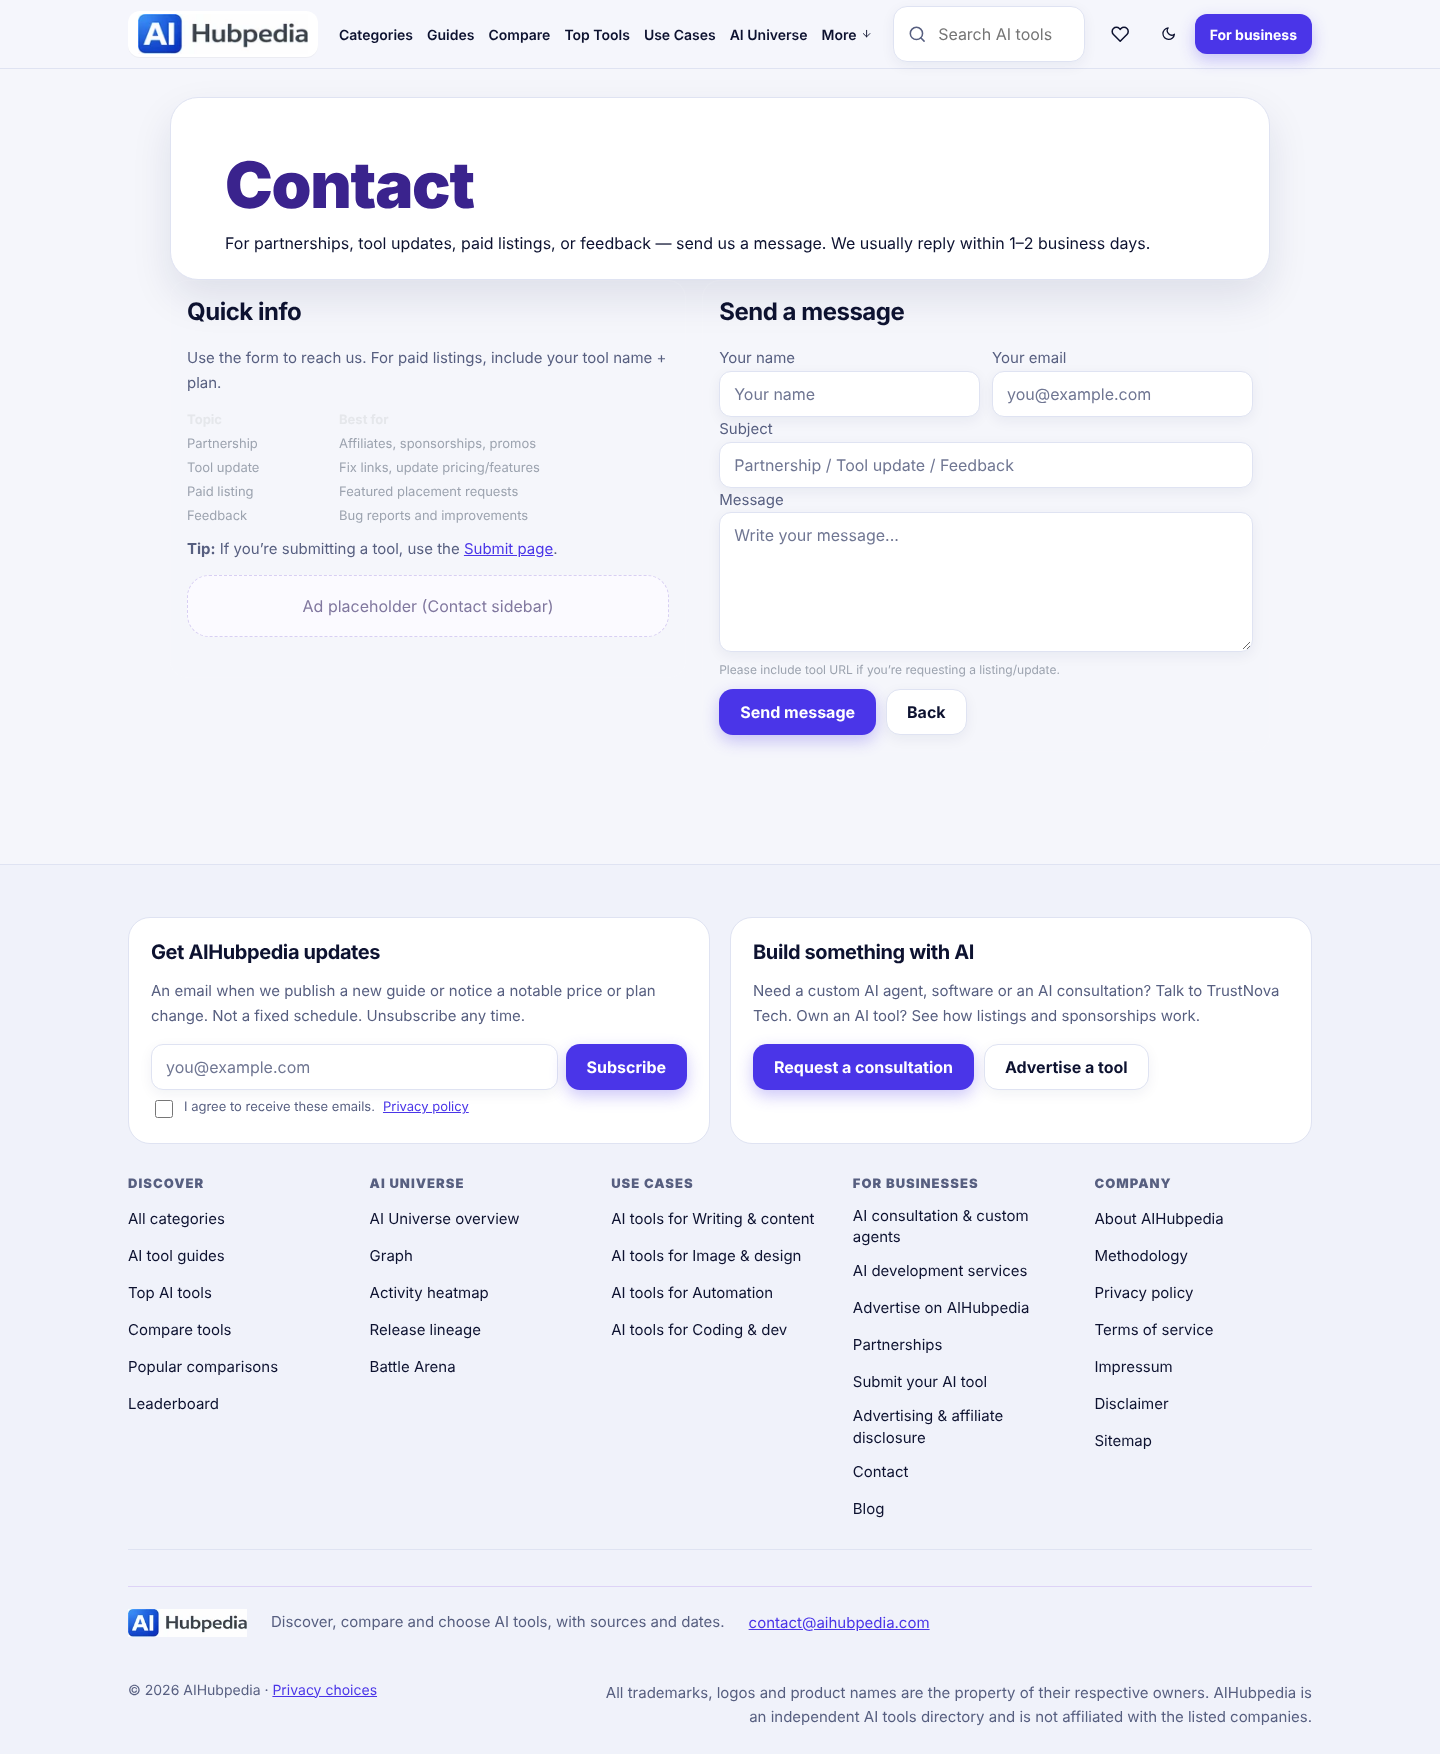 AI Hubpedia
Categories Guides Compare Top Tools Use Cases AI Universe More ↓
Search AI tools
For business
Contact
For partnerships, tool updates, paid listings, or feedback — send us a message. We usually reply within 1–2 business days.
Quick info
Use the form to reach us. For paid listings, include your tool name +
plan.
Topic Best for
Partnership Affiliates, sponsorships, promos
Tool update Fix links, update pricing/features
Paid listing Featured placement requests
Feedback Bug reports and improvements
Tip: If you’re submitting a tool, use the Submit page.
Ad placeholder (Contact sidebar)
Send a message
Your name Your email
Your name you@example.com
Subject
Partnership / Tool update / Feedback
Message
Write your message…
Please include tool URL if you’re requesting a listing/update.
Send message Back
Get AIHubpedia updates
An email when we publish a new guide or notice a notable price or plan
change. Not a fixed schedule. Unsubscribe any time.
you@example.com Subscribe
I agree to receive these emails. Privacy policy
Build something with AI
Need a custom AI agent, software or an AI consultation? Talk to TrustNova
Tech. Own an AI tool? See how listings and sponsorships work.
Request a consultation Advertise a tool
DISCOVER
All categories
AI tool guides
Top AI tools
Compare tools
Popular comparisons
Leaderboard
AI UNIVERSE
AI Universe overview
Graph
Activity heatmap
Release lineage
Battle Arena
USE CASES
AI tools for Writing & content
AI tools for Image & design
AI tools for Automation
AI tools for Coding & dev
FOR BUSINESSES
AI consultation & custom
agents
AI development services
Advertise on AIHubpedia
Partnerships
Submit your AI tool
Advertising & affiliate
disclosure
Contact
Blog
COMPANY
About AIHubpedia
Methodology
Privacy policy
Terms of service
Impressum
Disclaimer
Sitemap
AI Hubpedia
Discover, compare and choose AI tools, with sources and dates. contact@aihubpedia.com
© 2026 AIHubpedia · Privacy choices
All trademarks, logos and product names are the property of their respective owners. AIHubpedia is
an independent AI tools directory and is not affiliated with the listed companies.